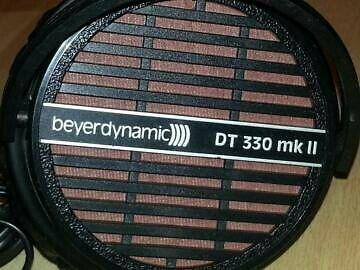 beyerdynamic)))) DT 330 mk II